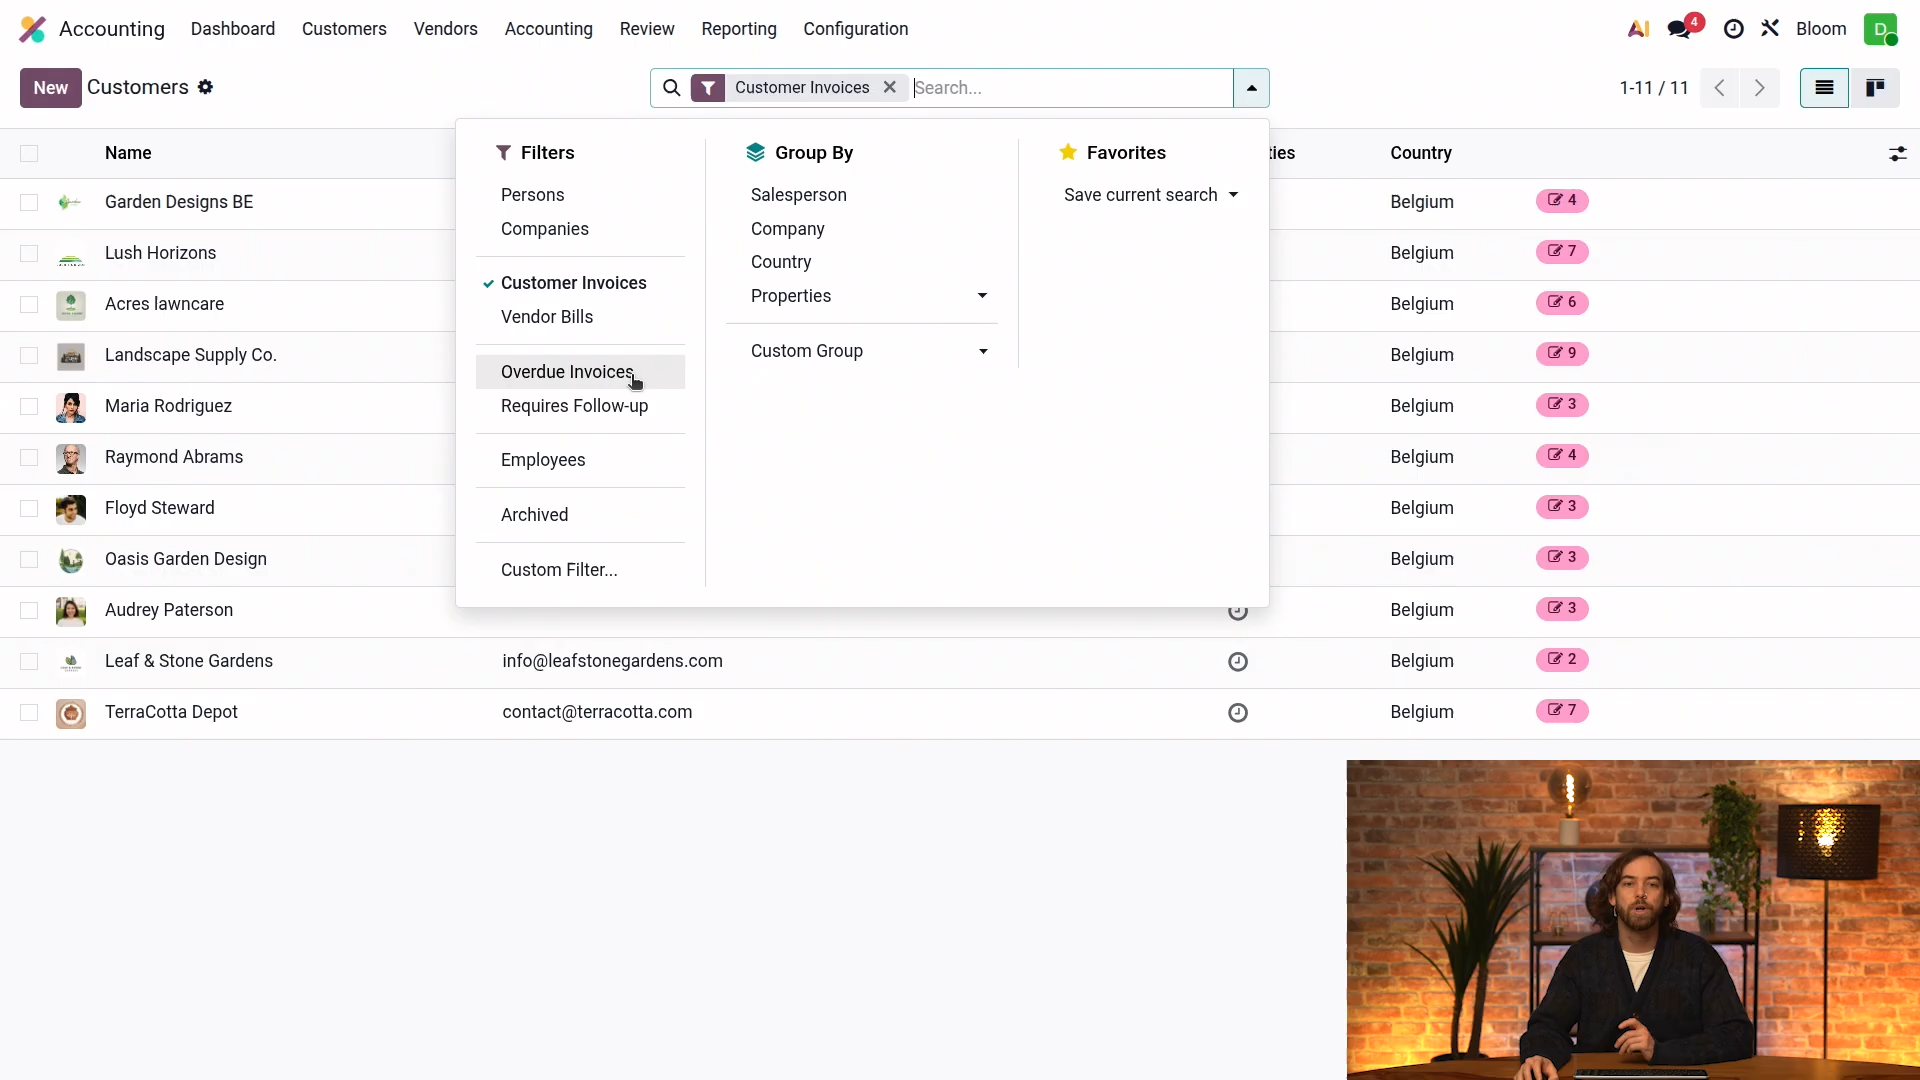 Accounting Dashboard Customers Vendors Accounting Review Reporting Configuration AI 4 Bloom D
New Customers Customer Invoices Search... 1-11 / 11
Name ties Country
Filters Group By Favorites
Persons Salesperson Save current search
Companies Company
Country
Customer Invoices Properties
Vendor Bills
Custom Group
Overdue Invoices
Requires Follow-up
Employees
Archived
Custom Filter...
Garden Designs BE Belgium 4
Lush Horizons Belgium 7
Acres lawncare Belgium 6
Landscape Supply Co. Belgium 9
Maria Rodriguez Belgium 3
Raymond Abrams Belgium 4
Floyd Steward Belgium 3
Oasis Garden Design Belgium 3
Audrey Paterson Belgium 3
Leaf & Stone Gardens info@leafstonegardens.com Belgium 2
TerraCotta Depot contact@terracotta.com Belgium 7